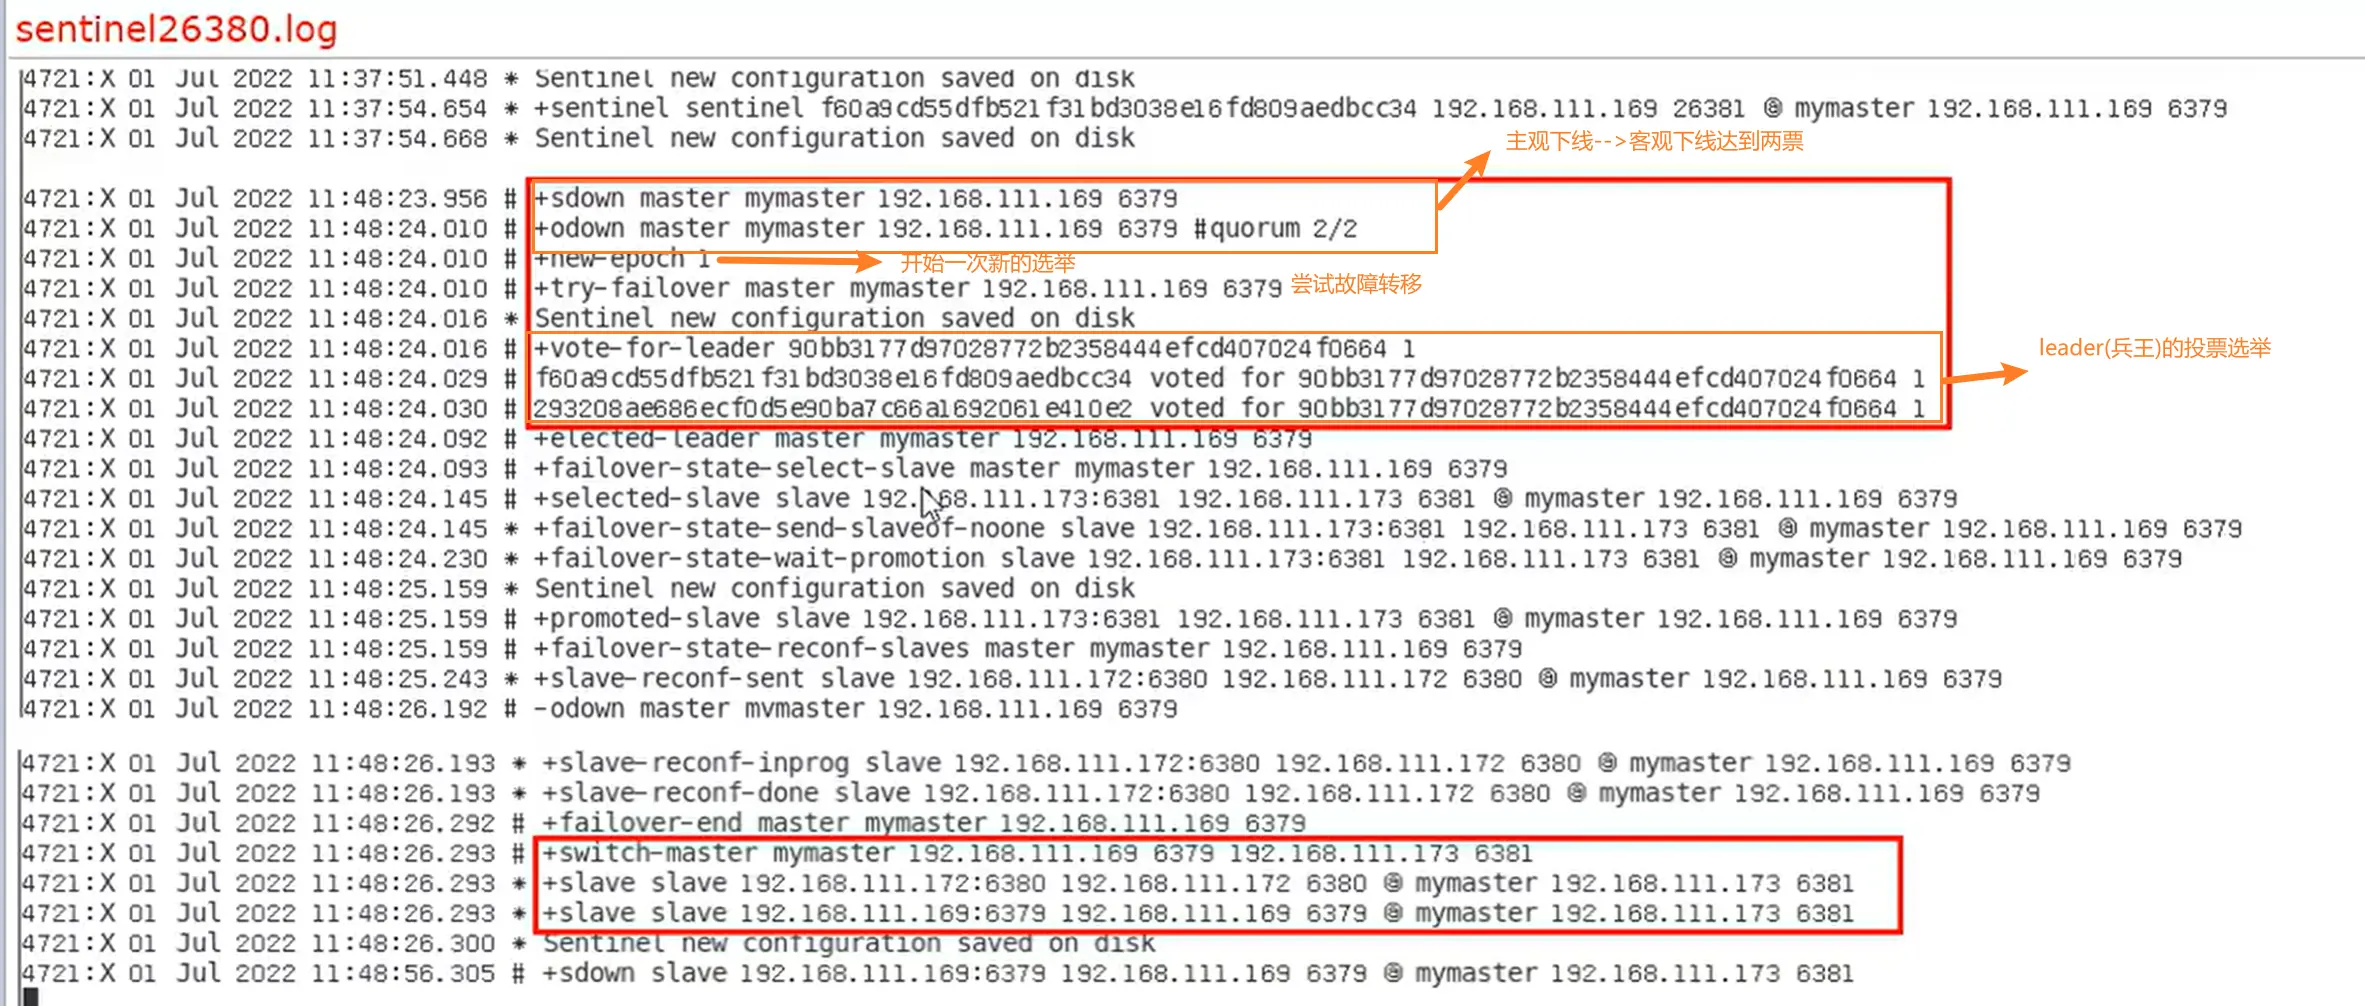 sentinel26380.log
4721:X 01 Jul 2022 11:37:51.448 * Sentinel new configuration saved on disk
4721:X 01 Jul 2022 11:37:54.654 * +sentinel sentinel f60a9cd55dfb521f31bd3038e16fd809aedbcc34 192.168.111.169 26381 @ mymaster 192.168.111.169 6379
4721:X 01 Jul 2022 11:37:54.668 * Sentinel new configuration saved on disk
主观下线-->客观下线达到两票
4721:X 01 Jul 2022 11:48:23.956 # +sdown master mymaster 192.168.111.169 6379
4721:X 01 Jul 2022 11:48:24.010 # +odown master mymaster 192.168.111.169 6379 #quorum 2/2
4721:X 01 Jul 2022 11:48:24.010 # +new-epoch 1 开始一次新的选举
4721:X 01 Jul 2022 11:48:24.010 # +try-failover master mymaster 192.168.111.169 6379 尝试故障转移
4721:X 01 Jul 2022 11:48:24.016 * Sentinel new configuration saved on disk
4721:X 01 Jul 2022 11:48:24.016 # +vote-for-leader 90bb3177d97028772b2358444efcd407024f0664 1
leader(兵王)的投票选举
4721:X 01 Jul 2022 11:48:24.029 # f60a9cd55dfb521f31bd3038e16fd809aedbcc34 voted for 90bb3177d97028772b2358444efcd407024f0664 1
4721:X 01 Jul 2022 11:48:24.030 # 293208ae686ecf0d5e90ba7c66a1692061e410e2 voted for 90bb3177d97028772b2358444efcd407024f0664 1
4721:X 01 Jul 2022 11:48:24.092 # +elected-leader master mymaster 192.168.111.169 6379
4721:X 01 Jul 2022 11:48:24.093 # +failover-state-select-slave master mymaster 192.168.111.169 6379
4721:X 01 Jul 2022 11:48:24.145 # +selected-slave slave 192.168.111.173:6381 192.168.111.173 6381 @ mymaster 192.168.111.169 6379
4721:X 01 Jul 2022 11:48:24.145 * +failover-state-send-slaveof-noone slave 192.168.111.173:6381 192.168.111.173 6381 @ mymaster 192.168.111.169 6379
4721:X 01 Jul 2022 11:48:24.230 * +failover-state-wait-promotion slave 192.168.111.173:6381 192.168.111.173 6381 @ mymaster 192.168.111.169 6379
4721:X 01 Jul 2022 11:48:25.159 * Sentinel new configuration saved on disk
4721:X 01 Jul 2022 11:48:25.159 # +promoted-slave slave 192.168.111.173:6381 192.168.111.173 6381 @ mymaster 192.168.111.169 6379
4721:X 01 Jul 2022 11:48:25.159 # +failover-state-reconf-slaves master mymaster 192.168.111.169 6379
4721:X 01 Jul 2022 11:48:25.243 * +slave-reconf-sent slave 192.168.111.172:6380 192.168.111.172 6380 @ mymaster 192.168.111.169 6379
4721:X 01 Jul 2022 11:48:26.192 # -odown master mymaster 192.168.111.169 6379
4721:X 01 Jul 2022 11:48:26.193 * +slave-reconf-inprog slave 192.168.111.172:6380 192.168.111.172 6380 @ mymaster 192.168.111.169 6379
4721:X 01 Jul 2022 11:48:26.193 * +slave-reconf-done slave 192.168.111.172:6380 192.168.111.172 6380 @ mymaster 192.168.111.169 6379
4721:X 01 Jul 2022 11:48:26.292 # +failover-end master mymaster 192.168.111.169 6379
4721:X 01 Jul 2022 11:48:26.293 # +switch-master mymaster 192.168.111.169 6379 192.168.111.173 6381
4721:X 01 Jul 2022 11:48:26.293 * +slave slave 192.168.111.172:6380 192.168.111.172 6380 @ mymaster 192.168.111.173 6381
4721:X 01 Jul 2022 11:48:26.293 * +slave slave 192.168.111.169:6379 192.168.111.169 6379 @ mymaster 192.168.111.173 6381
4721:X 01 Jul 2022 11:48:26.300 * Sentinel new configuration saved on disk
4721:X 01 Jul 2022 11:48:56.305 # +sdown slave 192.168.111.169:6379 192.168.111.169 6379 @ mymaster 192.168.111.173 6381